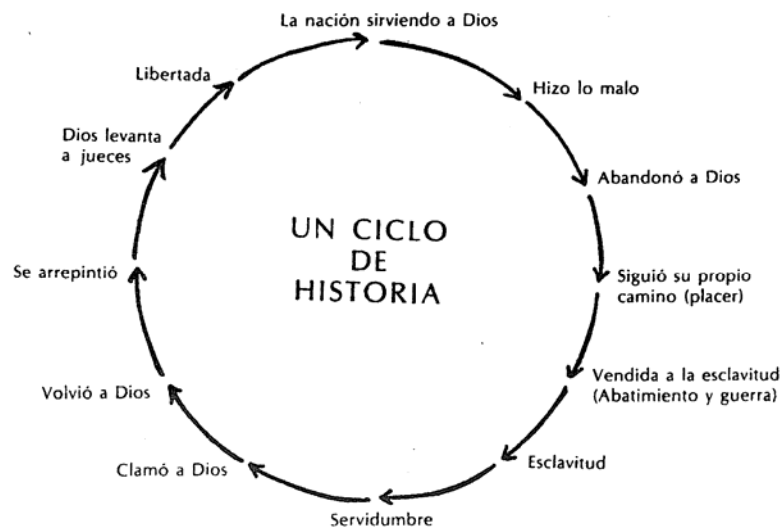 La nación sirviendo a Dios
Hizo lo malo
Abandonó a Dios
Siguió su propio
camino (placer)
Vendida a la esclavitud
(Abatimiento y guerra)
Esclavitud
Servidumbre
Clamó a Dios
Volvió a Dios
Se arrepintió
Dios levanta
a jueces
Libertada
UN CICLO
DE
HISTORIA